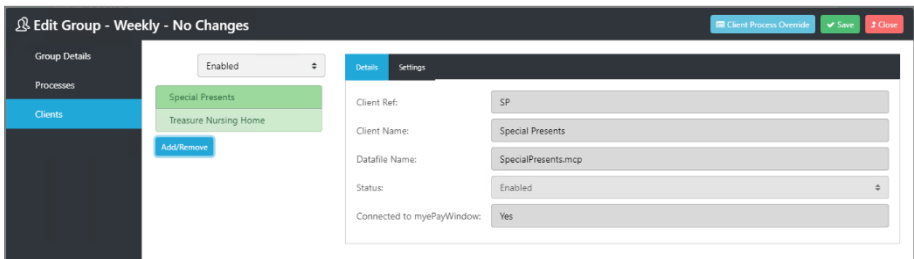 Edit Group - Weekly - No Changes
Client Process Override
Save
Close
Group Details
Processes
Clients
Enabled
Special Presents
Treasure Nursing Home
Add/Remove
Details Settings
Client Ref: SP
Client Name: Special Presents
Datafile Name: SpecialPresents.mcp
Status: Enabled
Connected to myePayWindow: Yes